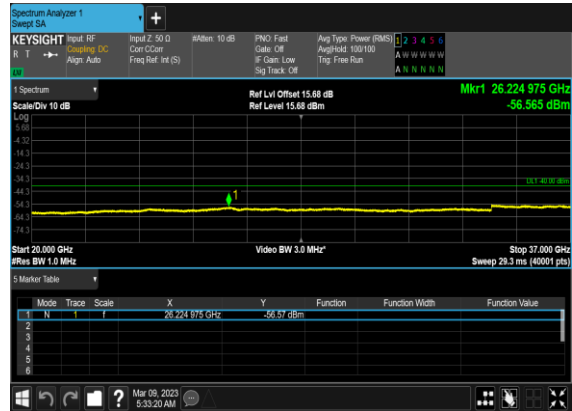 Spectrum Analyzer 1
Swept SA
KEYSIGHT Input: RF Input Z: 50 Ω #Atten: 10 dB PNO: Fast Avg Type: Power (RMS) 1 2 3 4 5 6
R T Coupling: DC Corr CCorr Gate: Off Avg|Hold: 100/100 A W W W W W
Align: Auto Freq Ref: Int (S) IF Gain: Low Trig: Free Run
Sig Track: Off A N N N N N
1 Spectrum Ref Lvl Offset 15.68 dB Mkr1 26.224 975 GHz
Scale/Div 10 dB Ref Level 15.68 dBm -56.565 dBm
Log
5.68
-4.32
-14.3
-24.3
-34.3 DL1 -40.00 dBm
-44.3 1
-54.3
-64.3
-74.3
Start 20.000 GHz Video BW 3.0 MHz* Stop 37.000 GHz
#Res BW 1.0 MHz Sweep 29.3 ms (40001 pts)
5 Marker Table
Mode Trace Scale X Y Function Function Width Function Value
1 N 1 f 26.224 975 GHz -56.57 dBm
2
3
4
5
6
? Mar 09, 2023
5:33:20 AM